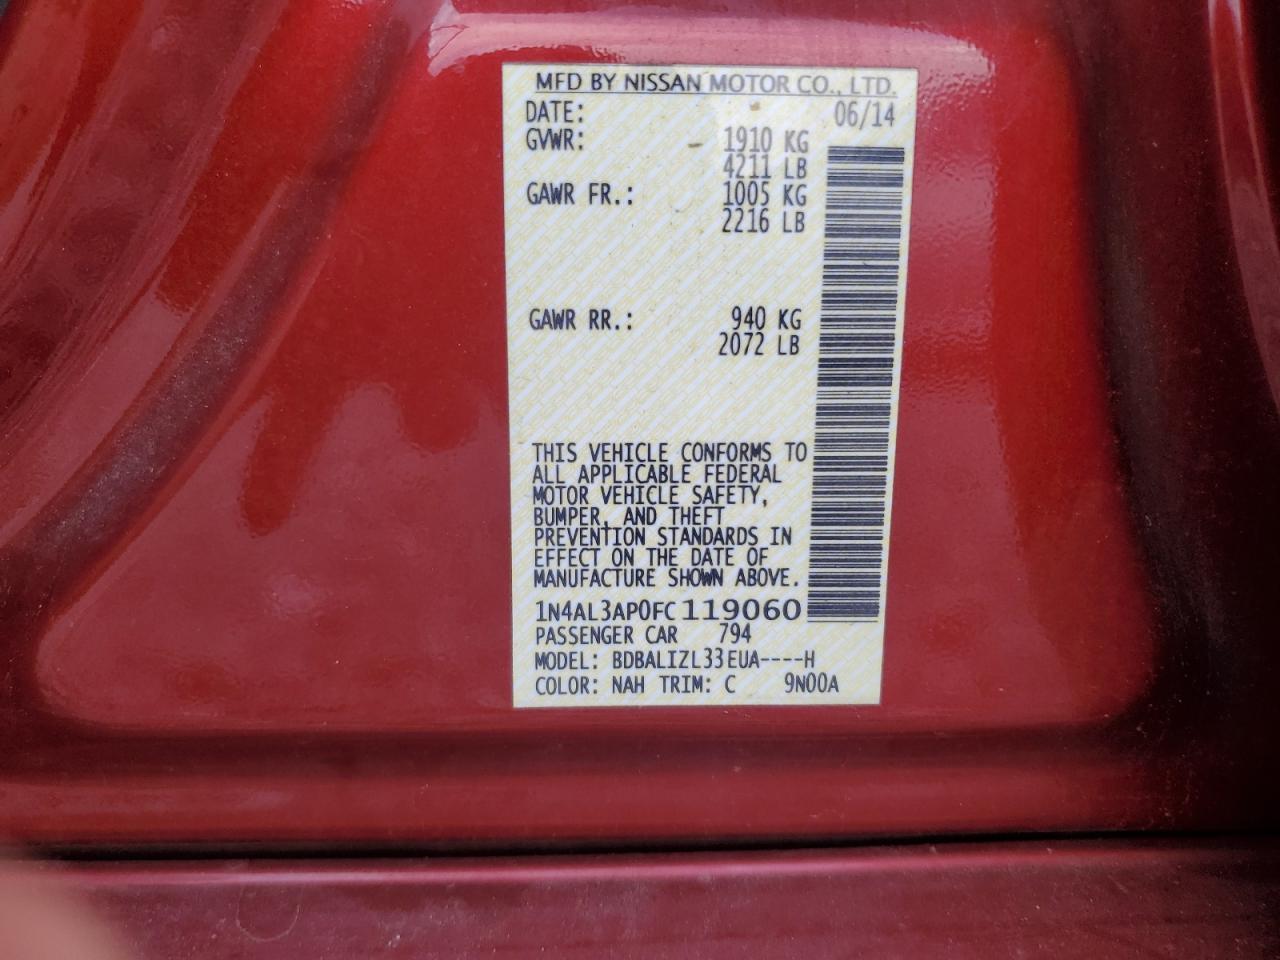 MFD BY NISSAN MOTOR CO., LTD.
DATE: 06/14
GVWR: 1910 KG
4211 LB
GAWR FR.: 1005 KG
2216 LB
GAWR RR.: 940 KG
2072 LB
THIS VEHICLE CONFORMS TO
ALL APPLICABLE FEDERAL
MOTOR VEHICLE SAFETY,
BUMPER, AND THEFT
PREVENTION STANDARDS IN
EFFECT ON THE DATE OF
MANUFACTURE SHOWN ABOVE.
1N4AL3AP0FC119060
PASSENGER CAR 794
MODEL: BDBALIZL33EUA----H
COLOR: NAH TRIM: C 9N00A